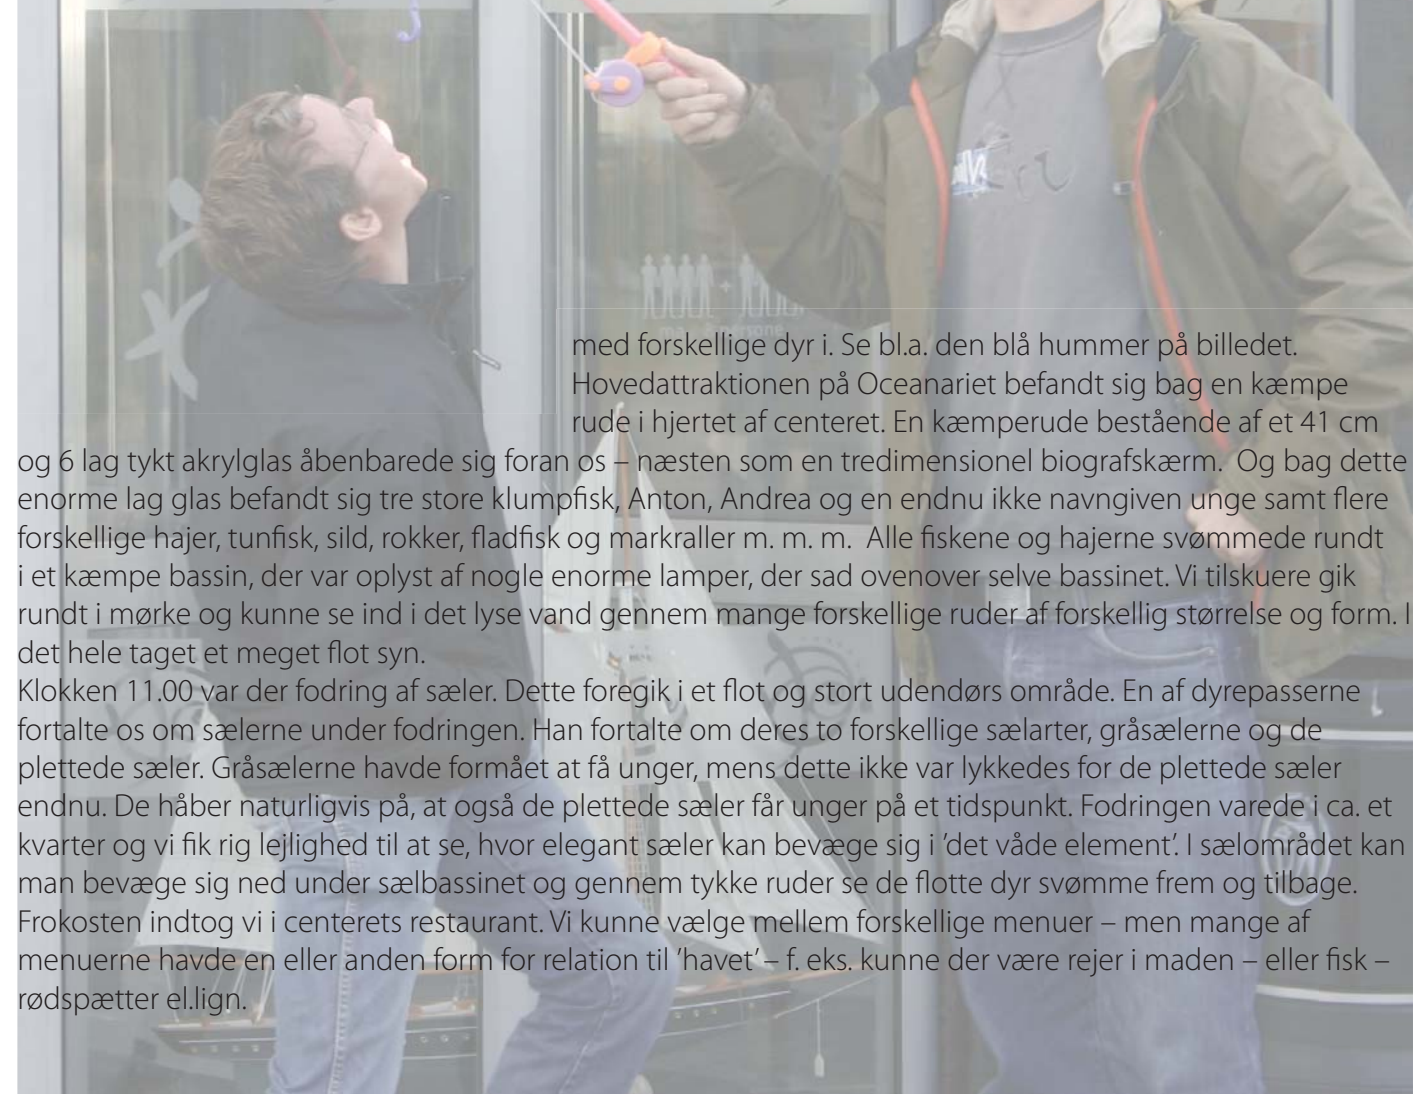 med forskellige dyr i. Se bl.a. den blå hummer på billedet.
Hovedattraktionen på Oceanariet befandt sig bag en kæmpe
rude i hjertet af centeret. En kæmperude bestående af et 41 cm
og 6 lag tykt akrylglas åbenbarede sig foran os – næsten som en tredimensionel biografskærm.  Og bag dette
enorme lag glas befandt sig tre store klumpfisk, Anton, Andrea og en endnu ikke navngiven unge samt flere
forskellige hajer, tunfisk, sild, rokker, fladfisk og markraller m. m. m.  Alle fiskene og hajerne svømmede rundt
i et kæmpe bassin, der var oplyst af nogle enorme lamper, der sad ovenover selve bassinet. Vi tilskuere gik
rundt i mørke og kunne se ind i det lyse vand gennem mange forskellige ruder af forskellig størrelse og form. I
det hele taget et meget flot syn.
Klokken 11.00 var der fodring af sæler. Dette foregik i et flot og stort udendørs område. En af dyrepasserne
fortalte os om sælerne under fodringen. Han fortalte om deres to forskellige sælarter, gråsælerne og de
plettede sæler. Gråsælerne havde formået at få unger, mens dette ikke var lykkedes for de plettede sæler
endnu. De håber naturligvis på, at også de plettede sæler får unger på et tidspunkt. Fodringen varede i ca. et
kvarter og vi fik rig lejlighed til at se, hvor elegant sæler kan bevæge sig i ’det våde element’. I sælområdet kan
man bevæge sig ned under sælbassinet og gennem tykke ruder se de flotte dyr svømme frem og tilbage.
Frokosten indtog vi i centerets restaurant. Vi kunne vælge mellem forskellige menuer – men mange af
menuerne havde en eller anden form for relation til ’havet’ – f. eks. kunne der være rejer i maden – eller fisk –
rødspætter el.lign.